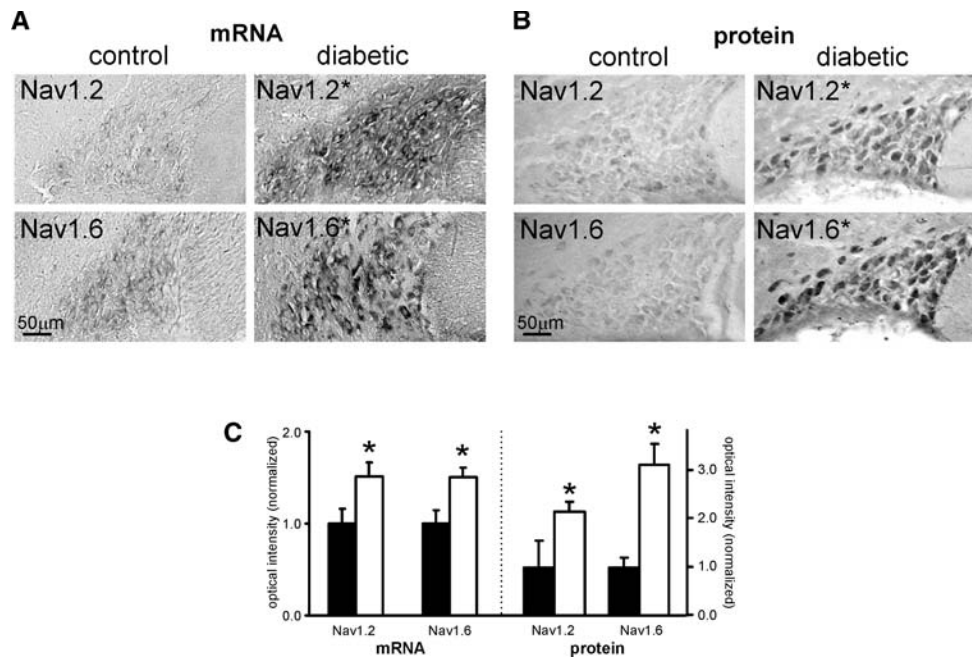 A
mRNA
control
diabetic
Nav1.2
Nav1.2*
Nav1.6
Nav1.6*
50µm
B
protein
control
diabetic
Nav1.2
Nav1.2*
Nav1.6
Nav1.6*
50µm
C
optical intensity (normalized)
2.0
1.0
0.0
*
*
*
*
3.0
2.0
1.0
0.0
optical intensity (normalized)
Nav1.2
Nav1.6
Nav1.2
Nav1.6
mRNA
protein